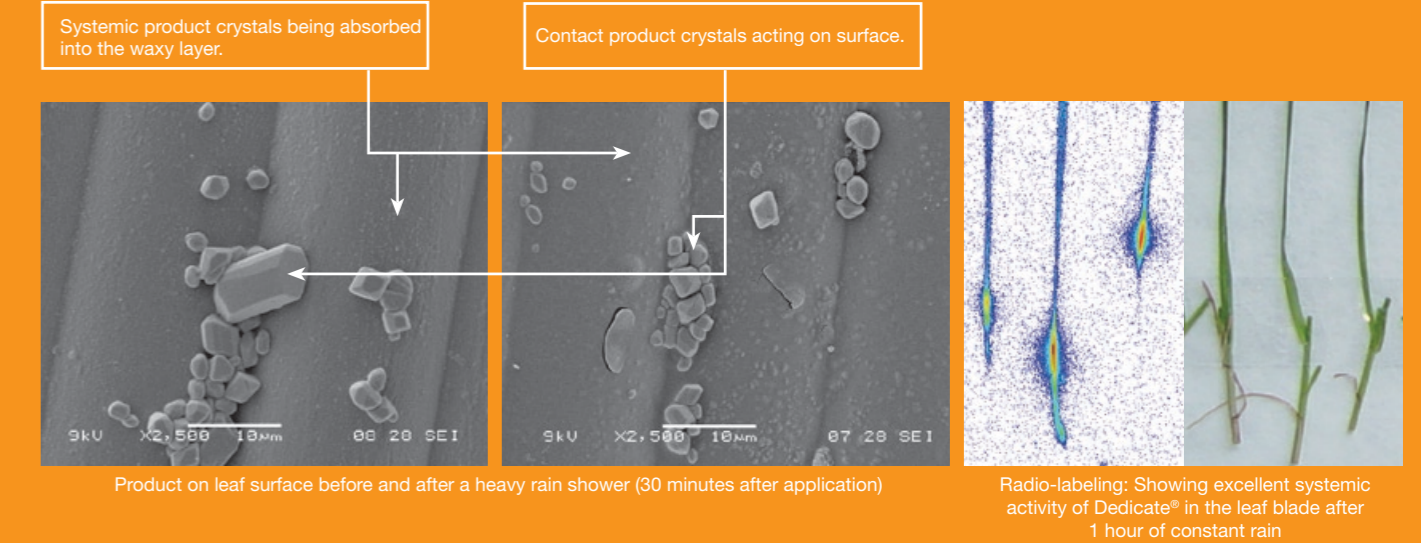 Systemic product crystals being absorbed
into the waxy layer.
Contact product crystals acting on surface.
9kV X2,500 10µm 08 28 SEI
9kV X2,500 10µm 07 28 SEI
Product on leaf surface before and after a heavy rain shower (30 minutes after application)
Radio-labeling: Showing excellent systemic
activity of Dedicate® in the leaf blade after
1 hour of constant rain